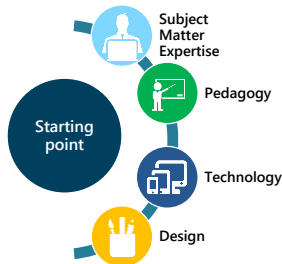 Subject
Matter
Expertise
Pedagogy
Starting
point
Technology
Design